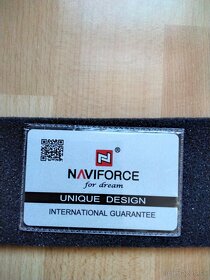 NAVIFORCE
for dream
UNIQUE DESIGN
INTERNATIONAL GUARANTEE